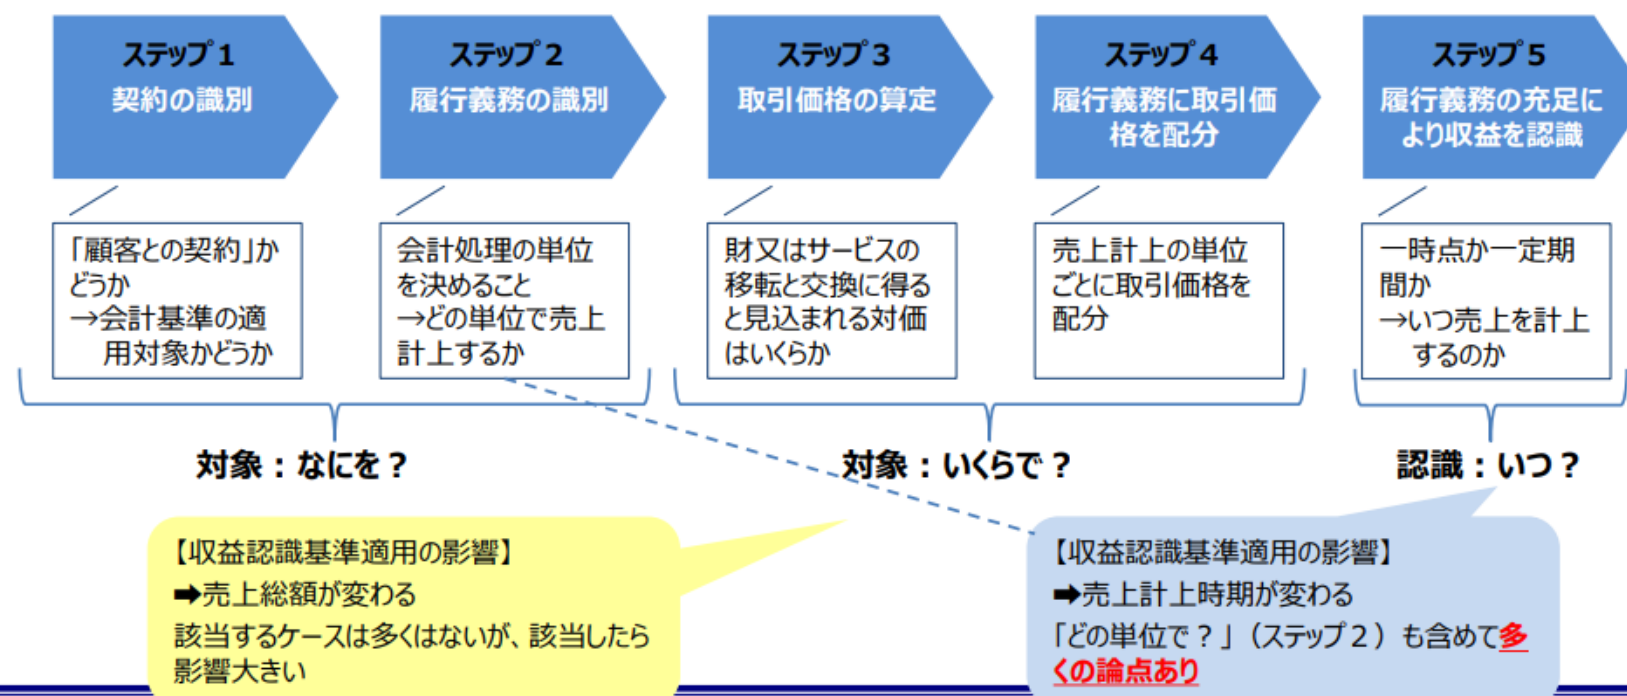 ステップ1
契約の識別
ステップ2
履行義務の識別
ステップ3
取引価格の算定
ステップ4
履行義務に取引価
格を配分
ステップ5
履行義務の充足に
より収益を認識
「顧客との契約」か
どうか
→会計基準の適
用対象かどうか
会計処理の単位
を決めること
→どの単位で売上
計上するか
財又はサービスの
移転と交換に得る
と見込まれる対価
はいくらか
売上計上の単位
ごとに取引価格を
配分
一時点か一定期
間か
→いつ売上を計上
するのか
対象：なにを？
対象：いくらで？
認識：いつ？
【収益認識基準適用の影響】
➡売上総額が変わる
該当するケースは多くはないが、該当したら
影響大きい
【収益認識基準適用の影響】
➡売上計上時期が変わる
「どの単位で？」（ステップ2）も含めて多
くの論点あり